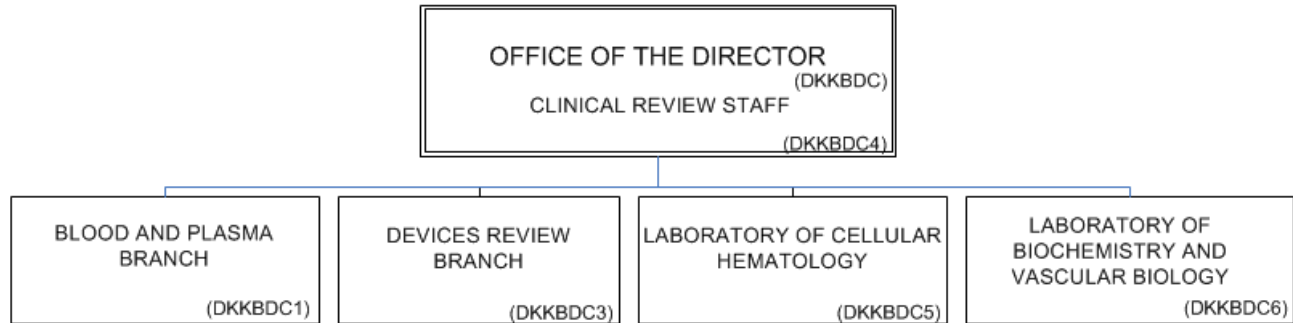 OFFICE OF THE DIRECTOR
(DKKBDC)
CLINICAL REVIEW STAFF
(DKKBDC4)
BLOOD AND PLASMA
BRANCH
(DKKBDC1)
DEVICES REVIEW
BRANCH
(DKKBDC3)
LABORATORY OF CELLULAR
HEMATOLOGY
(DKKBDC5)
LABORATORY OF
BIOCHEMISTRY AND
VASCULAR BIOLOGY
(DKKBDC6)